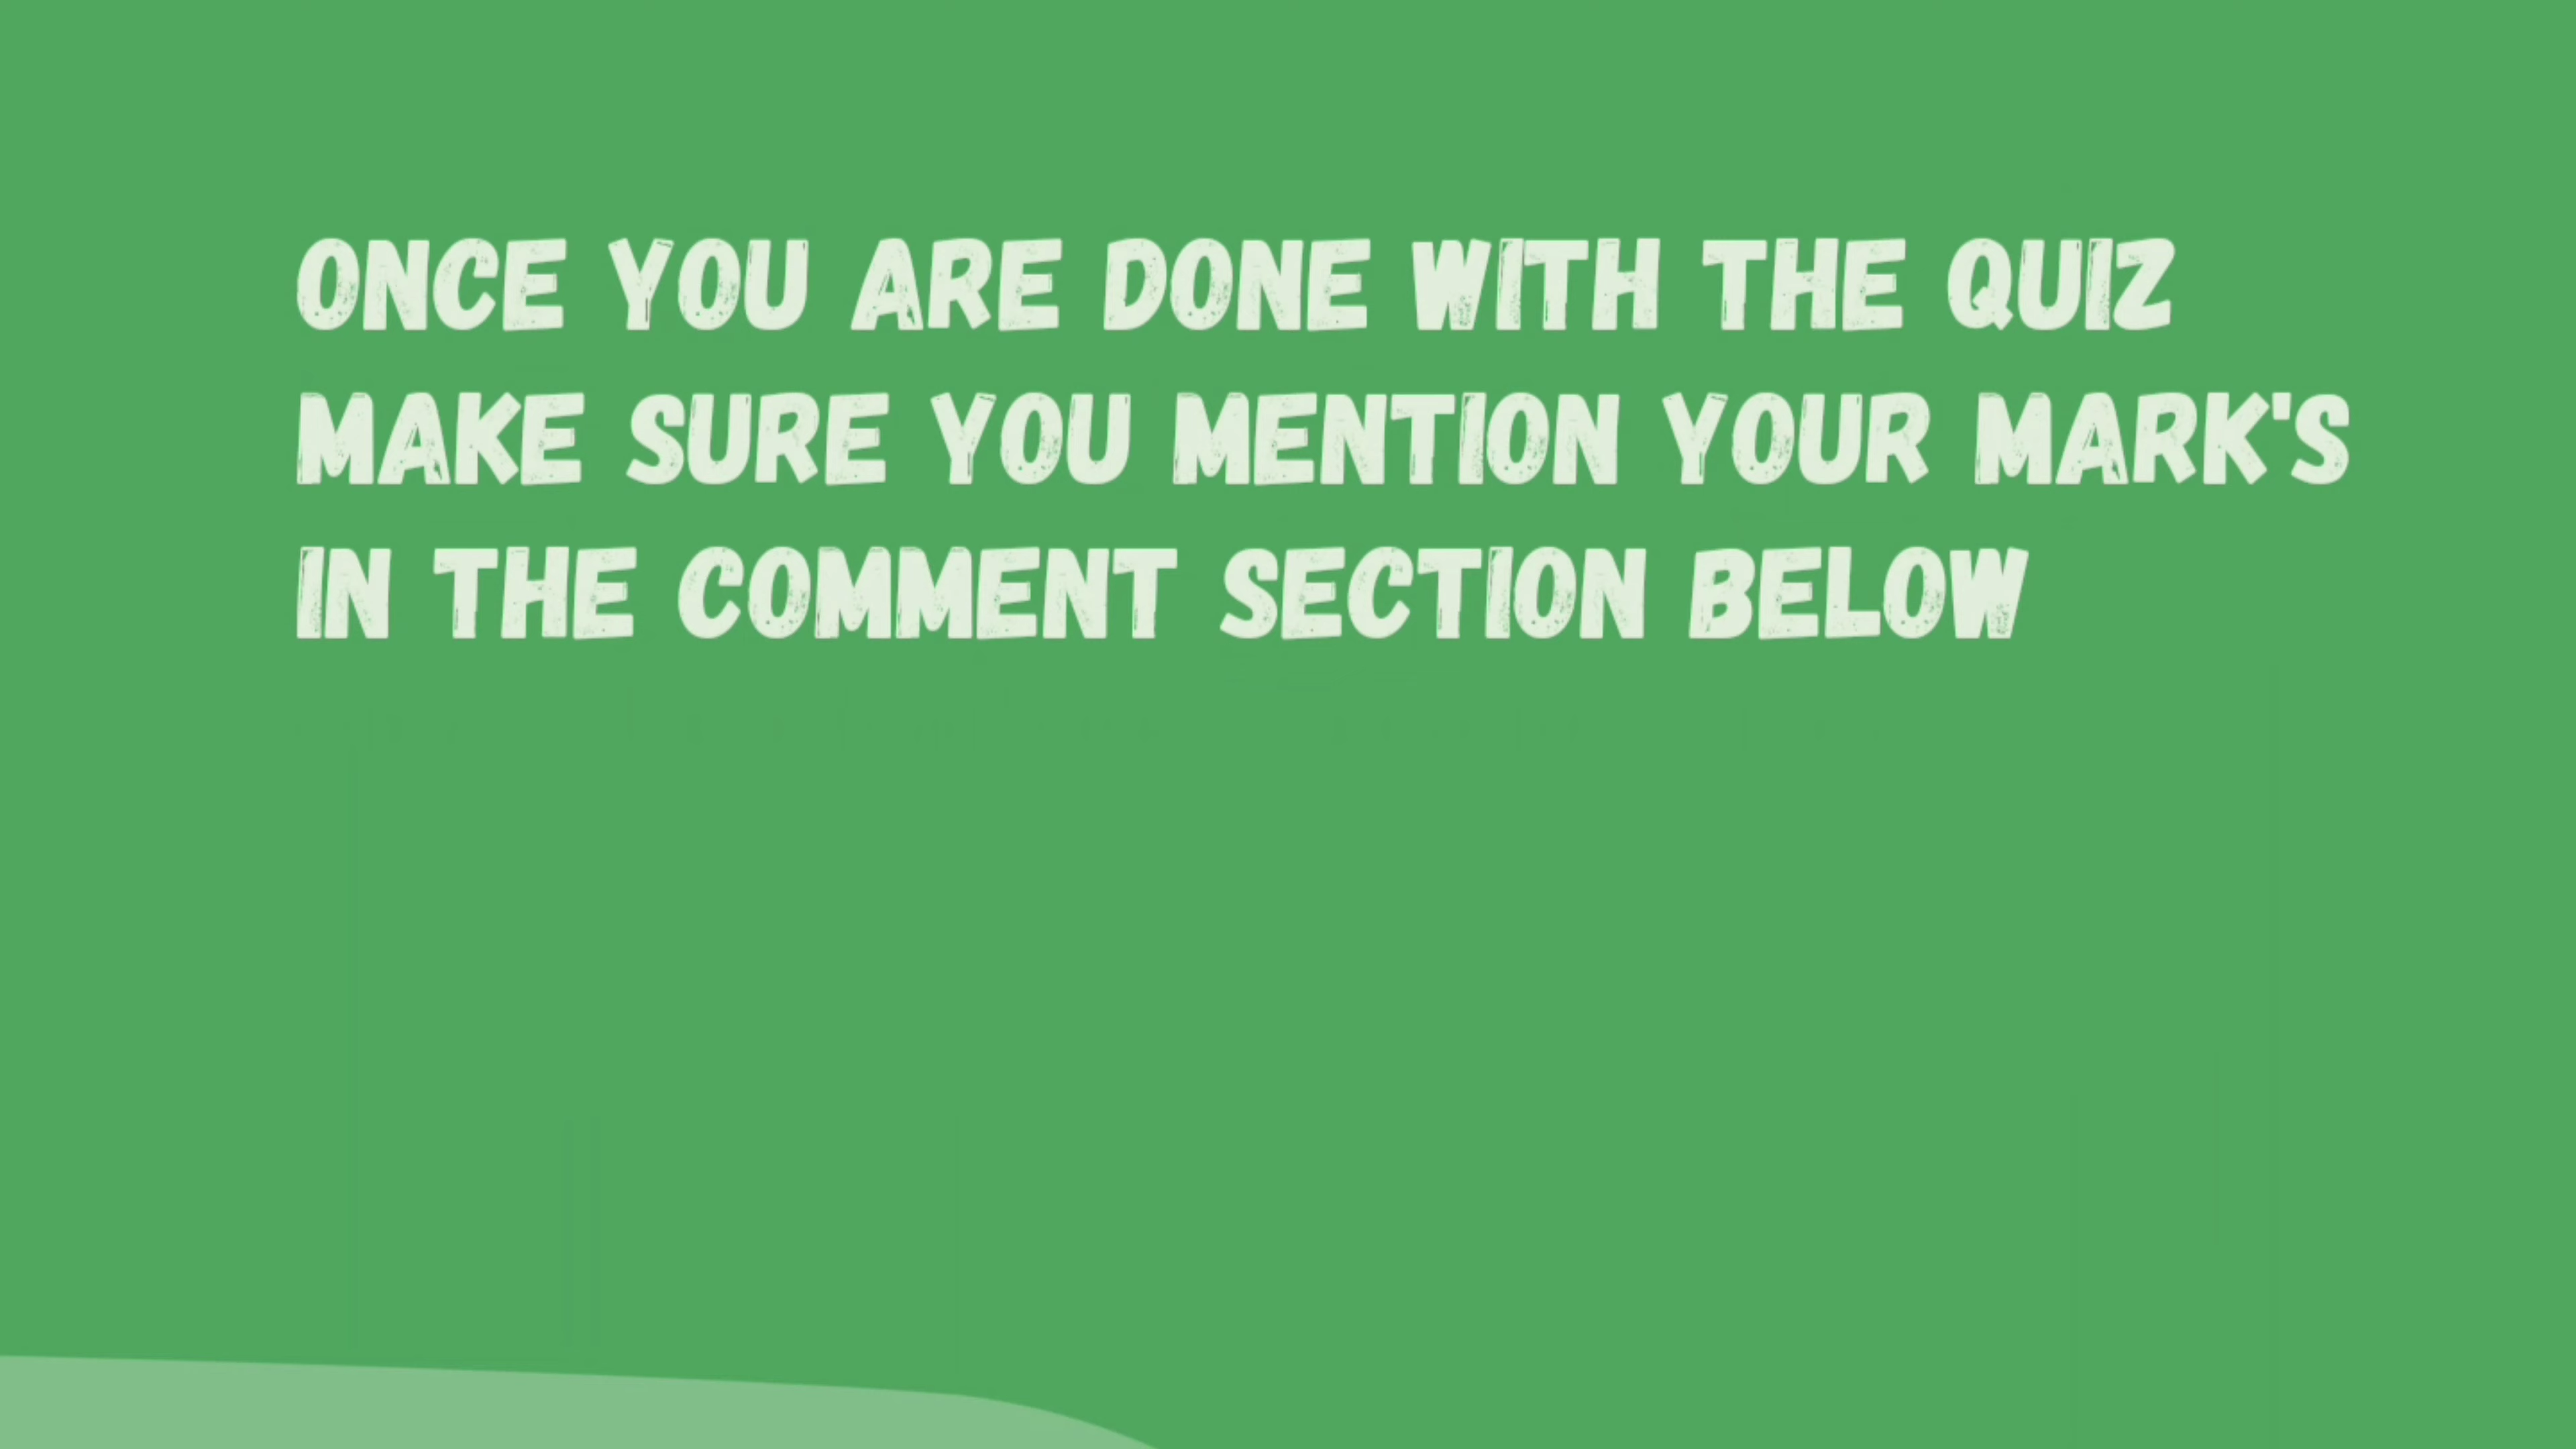 ONCE YOU ARE DONE WITH THE QUIZ
MAKE SURE YOU MENTION YOUR MARK'S
IN THE COMMENT SECTION BELOW